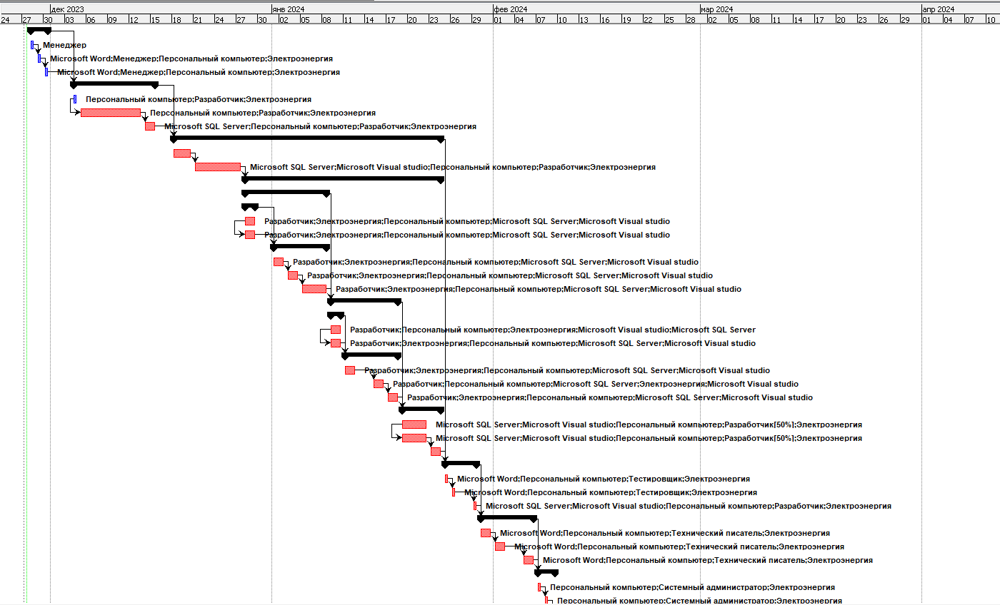 дек 2023 янв 2024 фев 2024 мар 2024 апр 2024
24 27 30 03 06 09 12 15 18 21 24 27 30 02 05 08 11 14 17 20 23 26 29 01 04 07 10 13 16 19 22 25 28 02 05 08 11 14 17 20 23 26 29 01 04 07 10
Менеджер
Microsoft Word;Менеджер;Персональный компьютер;Электроэнергия
Microsoft Word;Менеджер;Персональный компьютер;Электроэнергия
Персональный компьютер;Разработчик;Электроэнергия
Персональный компьютер;Разработчик;Электроэнергия
Microsoft SQL Server;Персональный компьютер;Разработчик;Электроэнергия
Microsoft SQL Server;Microsoft Visual studio;Персональный компьютер;Разработчик;Электроэнергия
Разработчик;Электроэнергия;Персональный компьютер;Microsoft SQL Server;Microsoft Visual studio
Разработчик;Электроэнергия;Персональный компьютер;Microsoft SQL Server;Microsoft Visual studio
Разработчик;Электроэнергия;Персональный компьютер;Microsoft SQL Server;Microsoft Visual studio
Разработчик;Электроэнергия;Персональный компьютер;Microsoft SQL Server;Microsoft Visual studio
Разработчик;Электроэнергия;Персональный компьютер;Microsoft SQL Server;Microsoft Visual studio
Разработчик;Персональный компьютер;Электроэнергия;Microsoft Visual studio;Microsoft SQL Server
Разработчик;Электроэнергия;Персональный компьютер;Microsoft SQL Server;Microsoft Visual studio
Разработчик;Электроэнергия;Персональный компьютер;Microsoft SQL Server;Microsoft Visual studio
Разработчик;Персональный компьютер;Microsoft SQL Server;Электроэнергия;Microsoft Visual studio
Разработчик;Электроэнергия;Персональный компьютер;Microsoft SQL Server;Microsoft Visual studio
Microsoft SQL Server;Microsoft Visual studio;Персональный компьютер;Разработчик[50%];Электроэнергия
Microsoft SQL Server;Microsoft Visual studio;Персональный компьютер;Разработчик[50%];Электроэнергия
Microsoft Word;Персональный компьютер;Тестировщик;Электроэнергия
Microsoft Word;Персональный компьютер;Тестировщик;Электроэнергия
Microsoft SQL Server;Microsoft Visual studio;Персональный компьютер;Разработчик;Электроэнергия
Microsoft Word;Персональный компьютер;Технический писатель;Электроэнергия
Microsoft Word;Персональный компьютер;Технический писатель;Электроэнергия
Microsoft Word;Персональный компьютер;Технический писатель;Электроэнергия
Персональный компьютер;Системный администратор;Электроэнергия
Персональный компьютер;Системный администратор;Электроэнергия